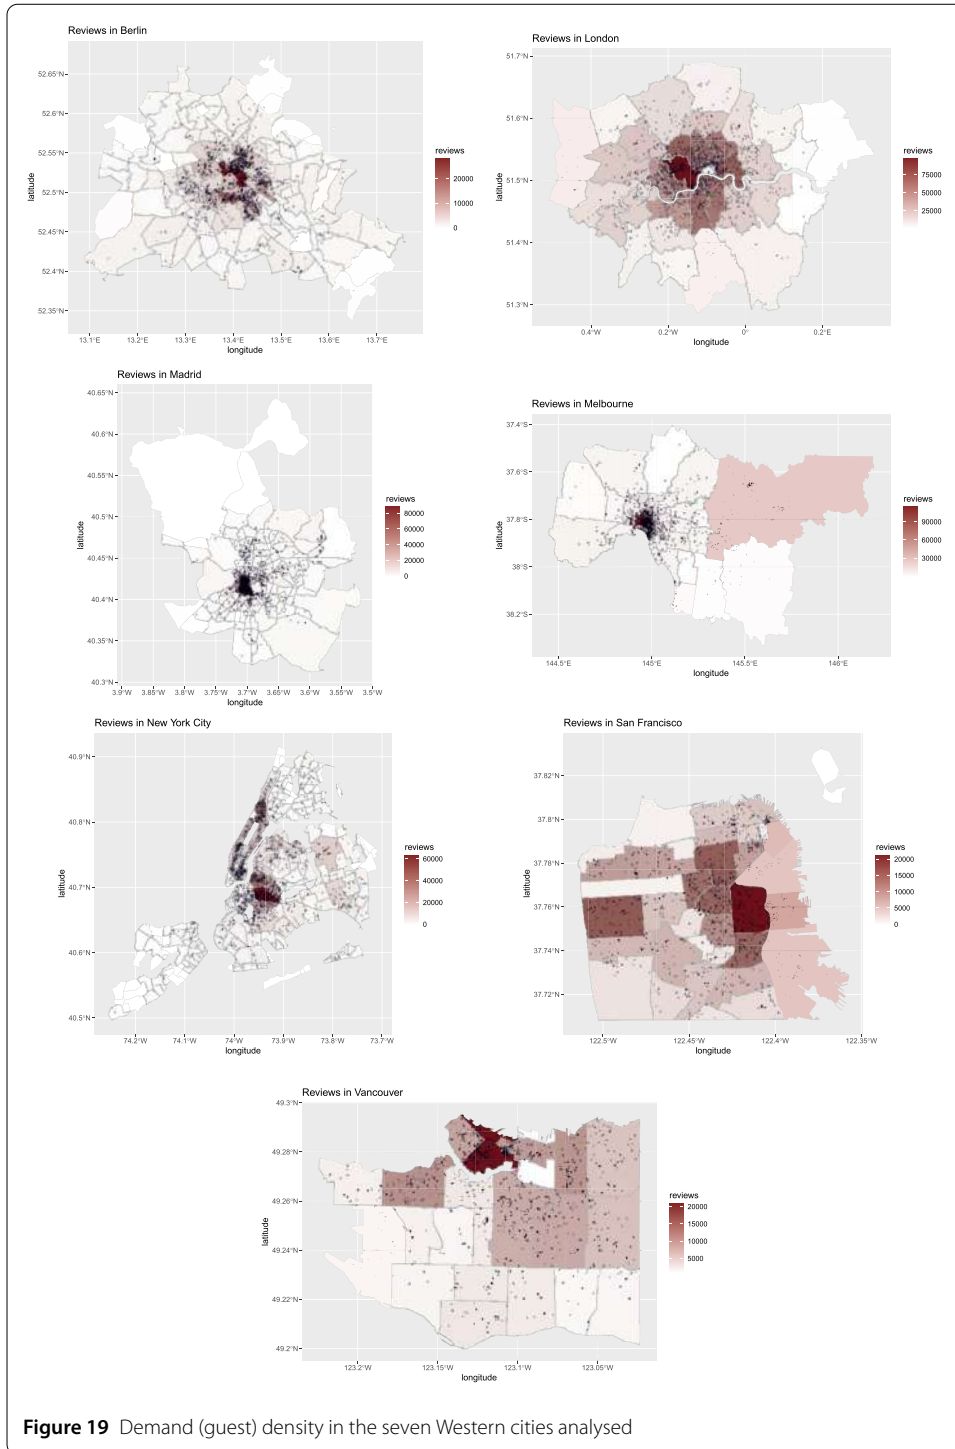 Reviews in Berlin
52.65°N
52.6°N
52.55°N
52.5°N
52.45°N
52.4°N
52.35°N
latitude
13.1°E 13.2°E 13.3°E 13.4°E 13.5°E 13.6°E 13.7°E
longitude
reviews
20000
10000
0
Reviews in London
51.7°N
51.6°N
51.5°N
51.4°N
51.3°N
latitude
0.4°W 0.2°W 0° 0.2°E
longitude
reviews
75000
50000
25000
Reviews in Madrid
40.65°N
40.6°N
40.55°N
40.5°N
40.45°N
40.4°N
40.35°N
40.3°N
latitude
3.9°W 3.85°W 3.8°W 3.75°W 3.7°W 3.65°W 3.6°W 3.55°W 3.5°W
longitude
reviews
80000
60000
40000
20000
0
Reviews in Melbourne
37.4°S
37.6°S
37.8°S
38°S
38.2°S
latitude
144.5°E 145°E 145.5°E 146°E
longitude
reviews
90000
60000
30000
Reviews in New York City
40.9°N
40.8°N
40.7°N
40.6°N
40.5°N
latitude
74.2°W 74.1°W 74°W 73.9°W 73.8°W 73.7°W
longitude
reviews
60000
40000
20000
0
Reviews in San Francisco
37.82°N
37.8°N
37.78°N
37.76°N
37.74°N
37.72°N
latitude
122.5°W 122.45°W 122.4°W 122.35°W
longitude
reviews
20000
15000
10000
5000
0
Reviews in Vancouver
49.3°N
49.28°N
49.26°N
49.24°N
49.22°N
49.2°N
latitude
123.2°W 123.15°W 123.1°W 123.05°W
longitude
reviews
20000
15000
10000
5000
Figure 19 Demand (guest) density in the seven Western cities analysed